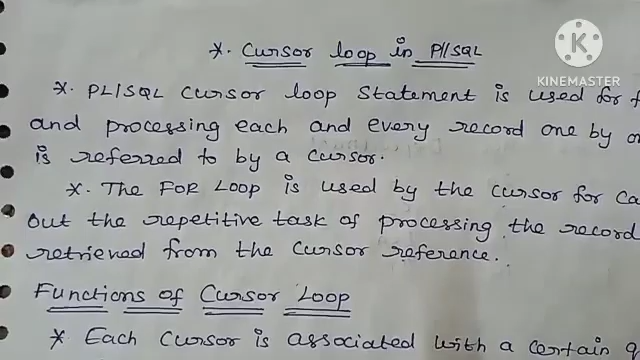 *. Cursor loop in Pl/SQL
KINEMASTER
*. PL/SQL cursor loop statement is used for
and processing each and every record one by
is referred to by a cursor.
*. The FOR LOOP is used by the cursor for
out the repetitive task of processing the record
retrieved from the cursor reference.
Functions of Cursor Loop
* Each cursor is associated with a certain